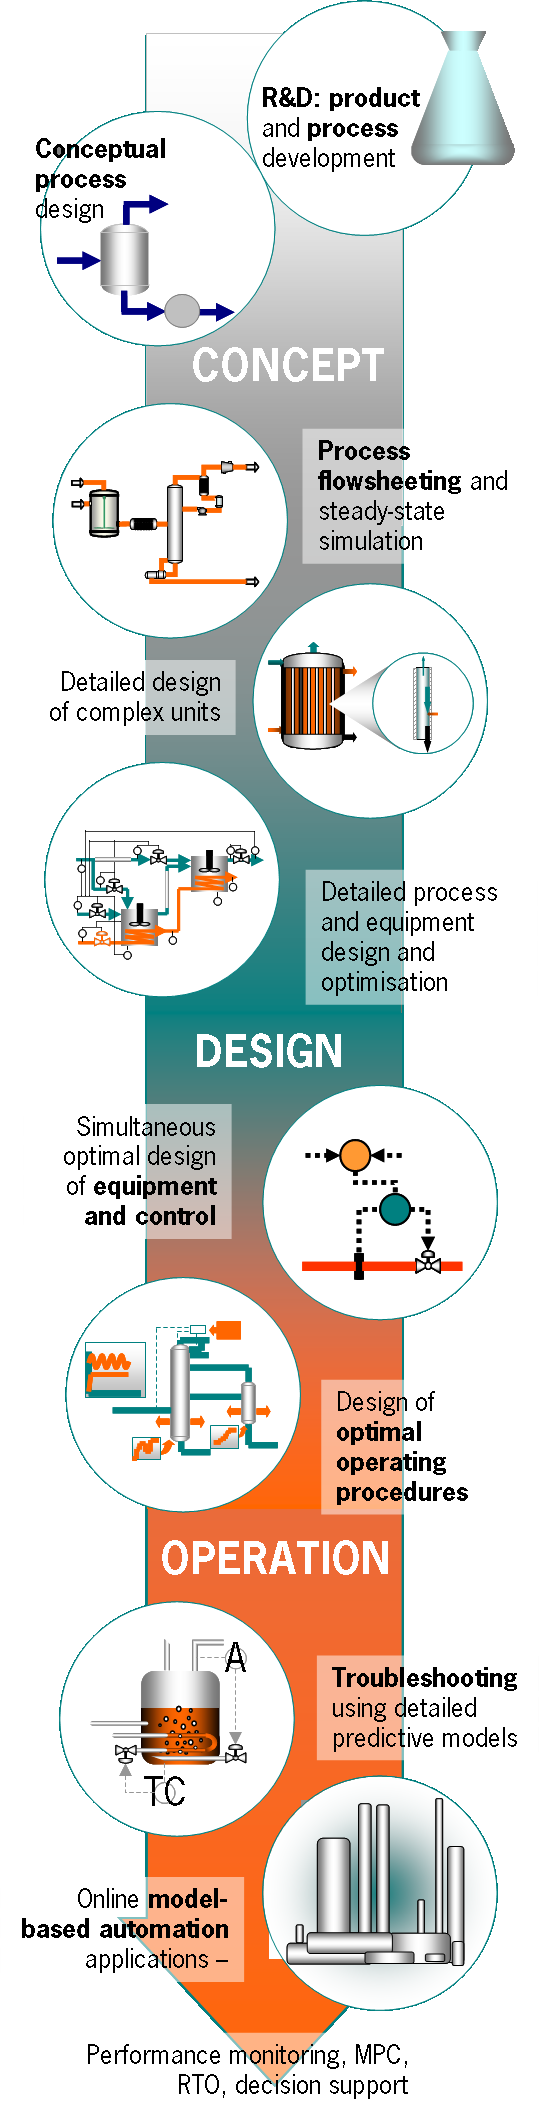 R&D: product
and process
development
Conceptual
process
design
CONCEPT
Process
flowsheeting and
steady-state
simulation
Detailed design
of complex units
Detailed process
and equipment
design and
optimisation
DESIGN
Simultaneous
optimal design
of equipment
and control
Design of
optimal
operating
procedures
OPERATION
A
TC
Troubleshooting
using detailed
predictive models
Online model-
based automation
applications –
Performance monitoring, MPC,
RTO, decision support